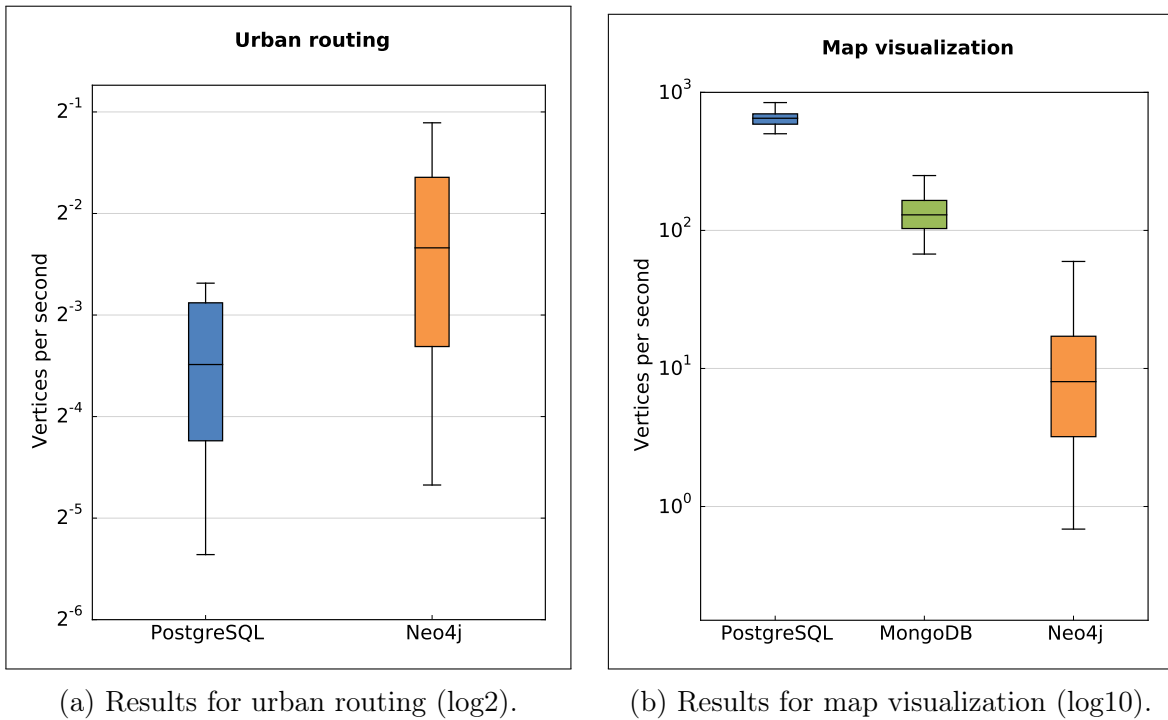 Urban routing
Vertices per second
2^-1
2^-2
2^-3
2^-4
2^-5
2^-6
PostgreSQL Neo4j
(a) Results for urban routing (log2).
Map visualization
Vertices per second
10^3
10^2
10^1
10^0
PostgreSQL MongoDB Neo4j
(b) Results for map visualization (log10).